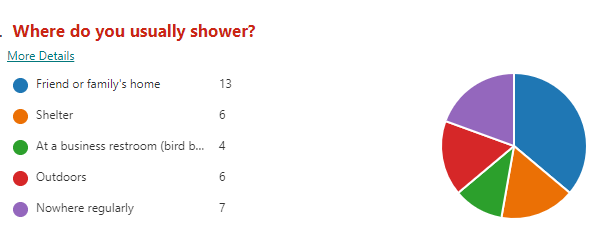 . Where do you usually shower?
More Details
Friend or family's home 13
Shelter 6
At a business restroom (bird b... 4
Outdoors 6
Nowhere regularly 7